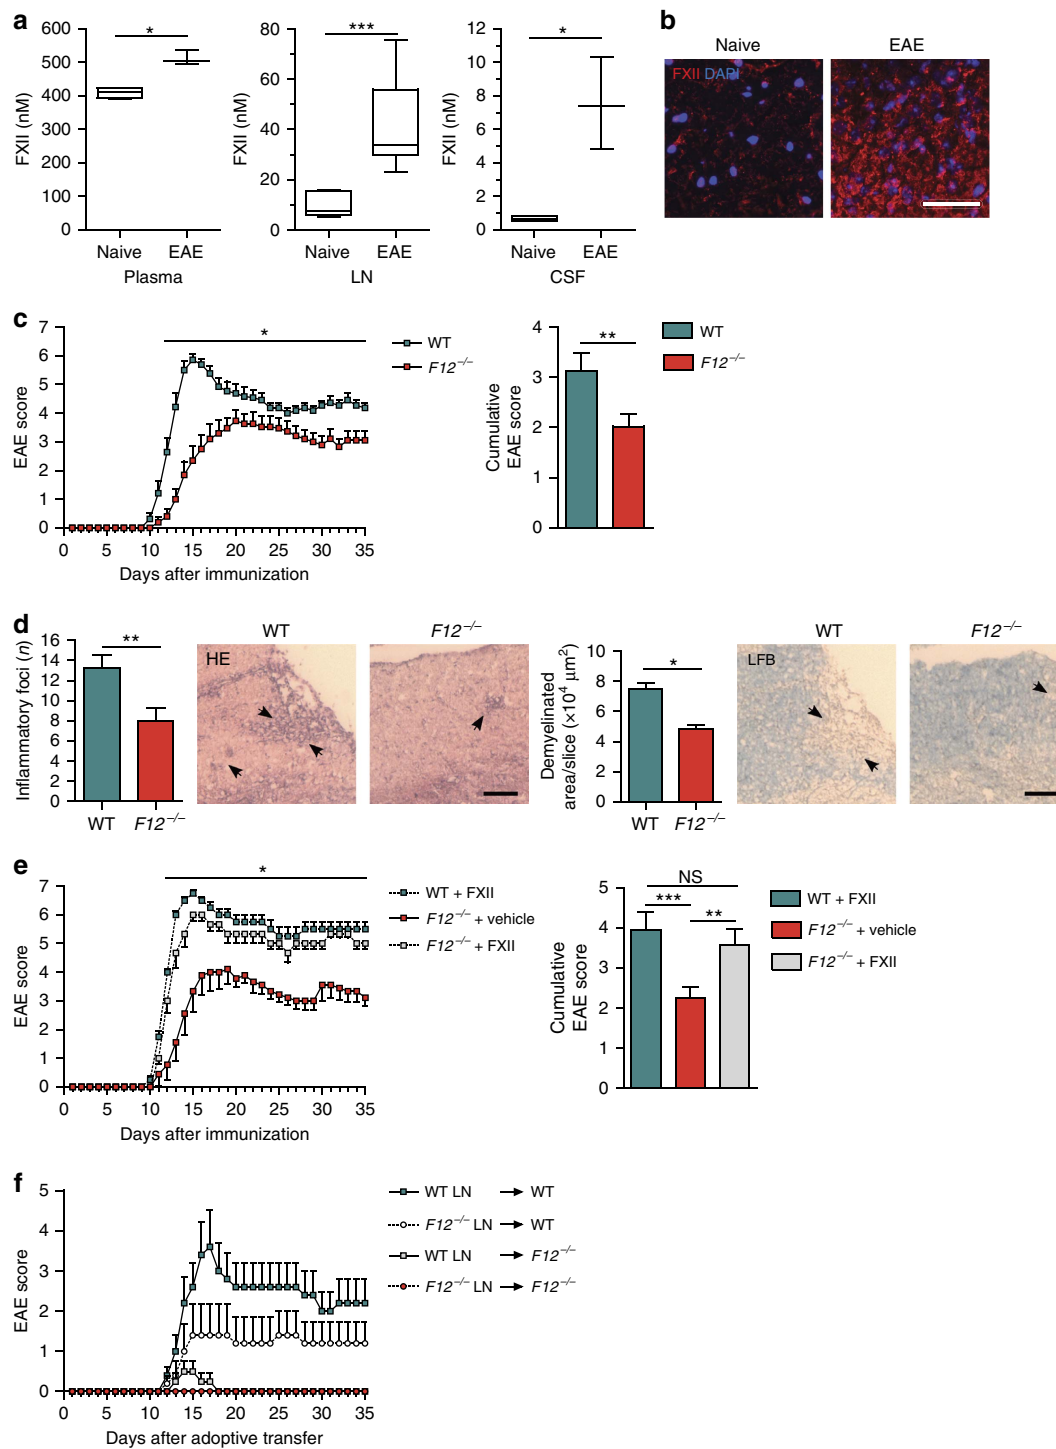 a
600
500
400
300
200
100
0
FXII (nM)
*
Naive EAE
Plasma
80
60
40
20
0
FXII (nM)
***
Naive EAE
LN
12
10
8
6
4
2
0
FXII (nM)
*
Naive EAE
CSF
b
Naive EAE
FXII DAPI
c
7
6
5
4
3
2
1
0
EAE score
*
0 5 10 15 20 25 30 35
Days after immunization
WT
F12−/−
4
3
2
1
0
Cumulative
EAE score
**
WT
F12−/−
d
16
14
12
10
8
6
4
2
0
Inflammatory foci (n)
**
WT F12−/−
WT F12−/−
HE
10
8
6
4
2
0
Demyelinated
area/slice (×10⁴ μm²)
*
WT F12−/−
WT F12−/−
LFB
e
7
6
5
4
3
2
1
0
EAE score
*
0 5 10 15 20 25 30 35
Days after immunization
WT + FXII
F12−/− + vehicle
F12−/− + FXII
5
4
3
2
1
0
Cumulative
EAE score
NS
*** **
WT + FXII
F12−/− + vehicle
F12−/− + FXII
f
5
4
3
2
1
0
EAE score
0 5 10 15 20 25 30 35
Days after adoptive transfer
WT LN → WT
F12−/− LN → WT
WT LN → F12−/−
F12−/− LN → F12−/−